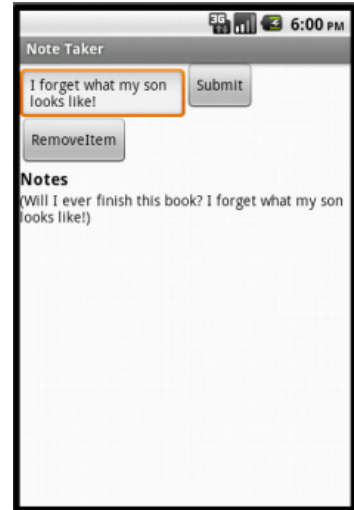 3G 6:00 PM
Note Taker
I forget what my son
looks like!
Submit
RemoveItem
Notes
(Will I ever finish this book? I forget what my son
looks like!)